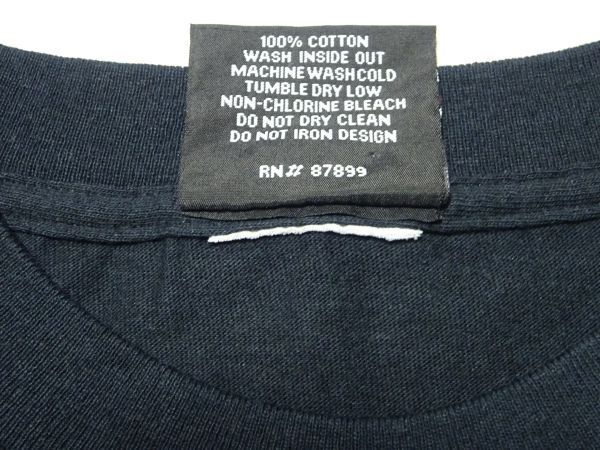 100% COTTON
WASH INSIDE OUT
MACHINE WASH COLD
TUMBLE DRY LOW
NON-CHLORINE BLEACH
DO NOT DRY CLEAN
DO NOT IRON DESIGN
RN# 87899